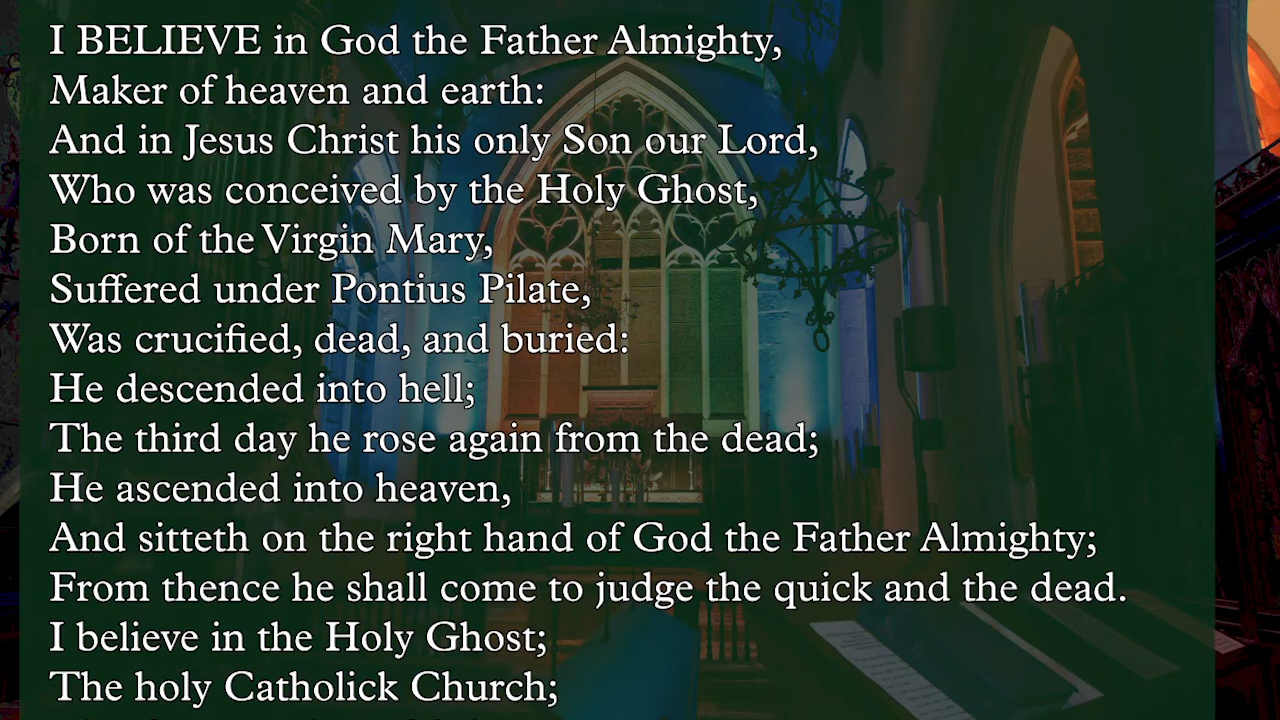 I BELIEVE in God the Father Almighty,
Maker of heaven and earth:
And in Jesus Christ his only Son our Lord,
Who was conceived by the Holy Ghost,
Born of the Virgin Mary,
Suffered under Pontius Pilate,
Was crucified, dead, and buried:
He descended into hell;
The third day he rose again from the dead;
He ascended into heaven,
And sitteth on the right hand of God the Father Almighty;
From thence he shall come to judge the quick and the dead.
I believe in the Holy Ghost;
The holy Catholick Church;